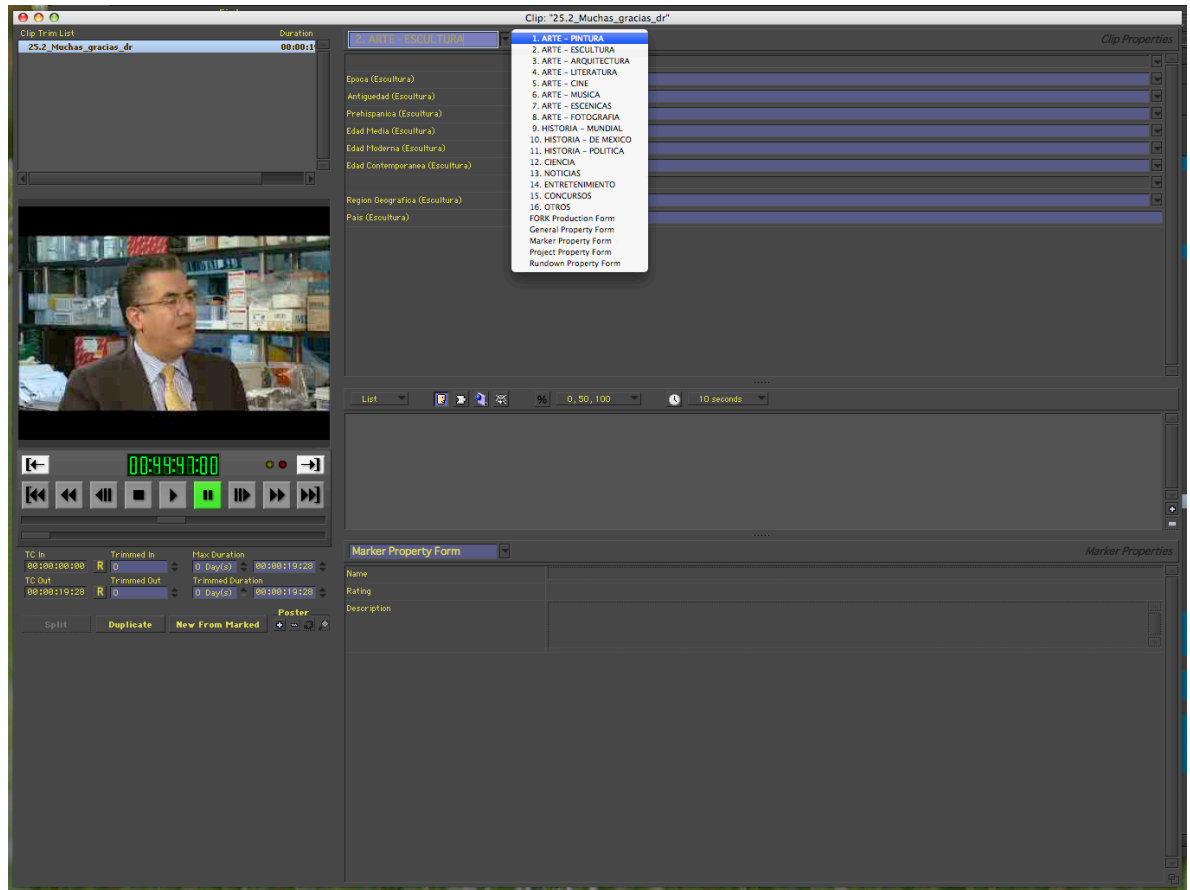 Clip: "25.2_Muchas_gracias_dr"
Clip Trim List Duration
25.2_Muchas_gracias_dr 00:00:1
2. ARTE - ESCULTURA
Clip Properties
1. ARTE – PINTURA
2. ARTE – ESCULTURA
3. ARTE – ARQUITECTURA
4. ARTE – LITERATURA
5. ARTE – CINE
6. ARTE – MUSICA
7. ARTE – ESCENICAS
8. ARTE – FOTOGRAFIA
9. HISTORIA – MUNDIAL
10. HISTORIA – DE MEXICO
11. HISTORIA – POLITICA
12. CIENCIA
13. NOTICIAS
14. ENTRETENIMIENTO
15. CONCURSOS
16. OTROS
FORK Production Form
General Property Form
Marker Property Form
Project Property Form
Rundown Property Form
Epoca (Escultura)
Antiguedad (Escultura)
Prehispanica (Escultura)
Edad Media (Escultura)
Edad Moderna (Escultura)
Edad Contemporanea (Escultura)
Region Geografica (Escultura)
Pais (Escultura)
List % 0,50,100 10 seconds
00:44:47:00
TC In Trimmed In Max Duration
00:00:00:00 R 0 0 Day(s) 00:00:19:28
TC Out Trimmed Out Trimmed Duration
00:00:19:28 R 0 0 Day(s) 00:00:19:28
Poster
Split Duplicate New From Marked
Marker Property Form Marker Properties
Name
Rating
Description